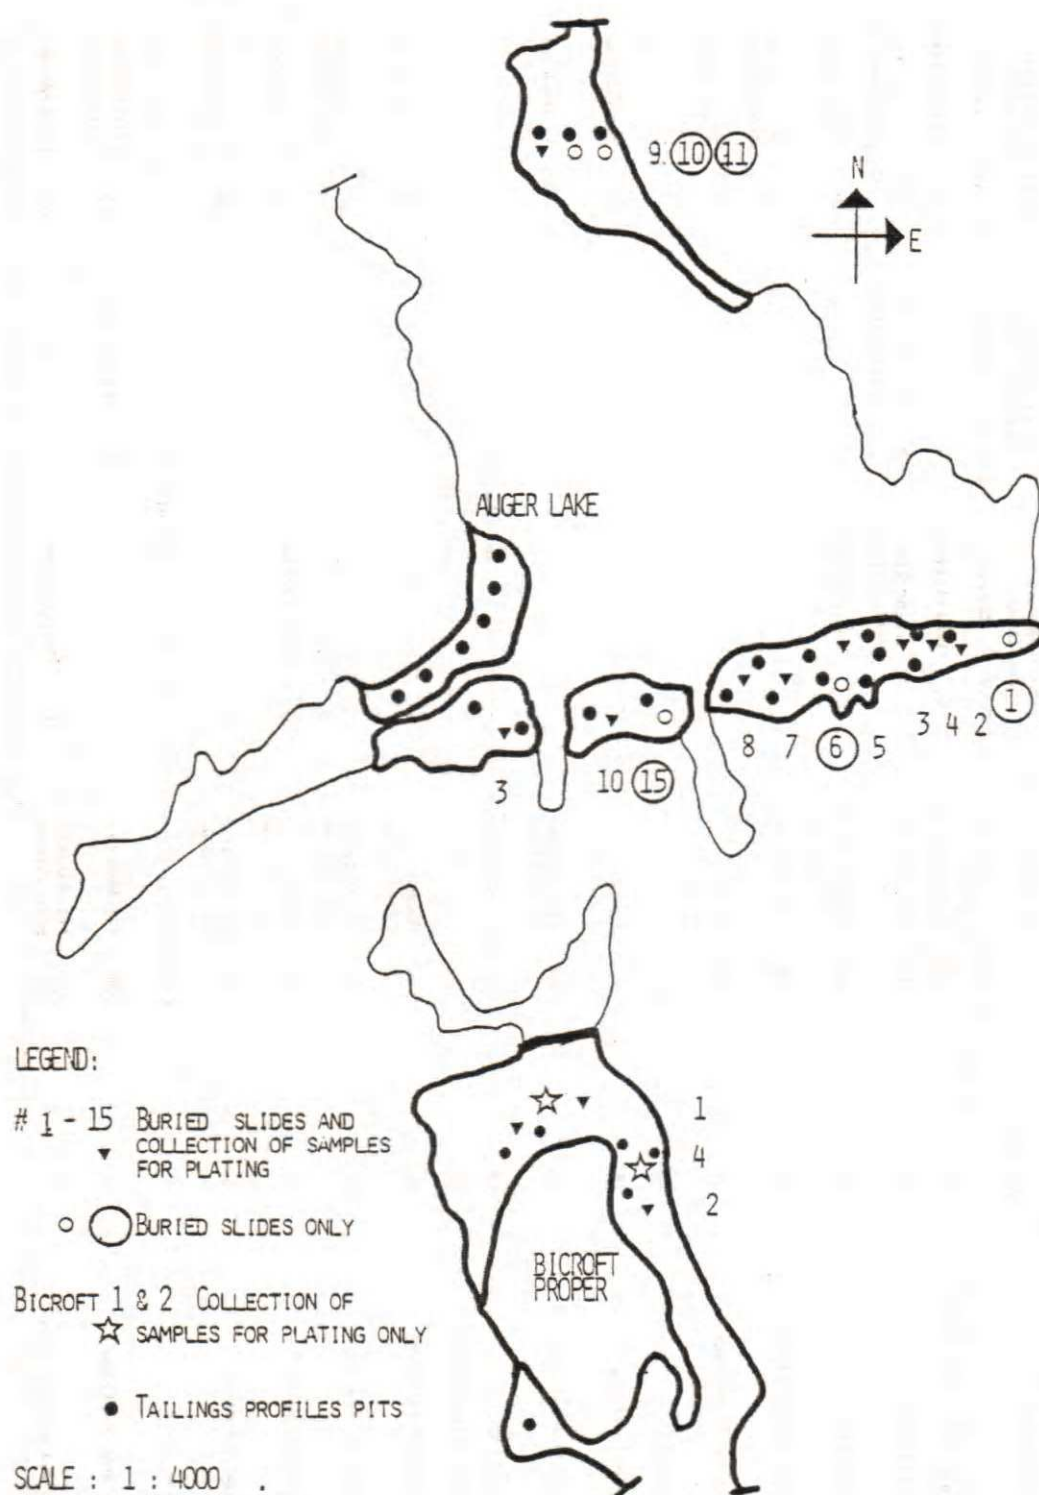 9. 10 11
N
E
AUGER LAKE
1
8 7 6 5 3 4 2
3
10 15
LEGEND:
# 1 - 15 BURIED SLIDES AND
COLLECTION OF SAMPLES
FOR PLATING
BURIED SLIDES ONLY
BICROFT 1 & 2 COLLECTION OF
SAMPLES FOR PLATING ONLY
TAILINGS PROFILES PITS
SCALE : 1 : 4000 .
1
4
2
BICROFT
PROPER